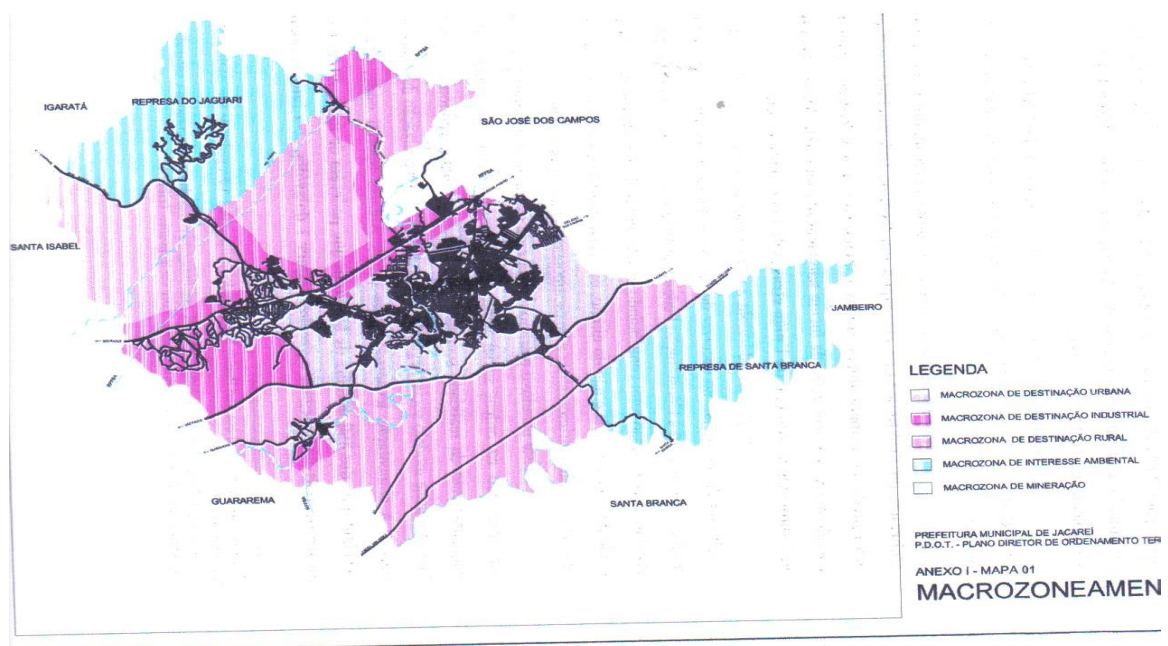 IGARATÁ
REPRESA DO JAGUARI
SÃO JOSÉ DOS CAMPOS
SANTA ISABEL
JAMBEIRO
REPRESA DE SANTA BRANCA
GUARAREMA
SANTA BRANCA
LEGENDA
MACROZONA DE DESTINAÇÃO URBANA
MACROZONA DE DESTINAÇÃO INDUSTRIAL
MACROZONA DE DESTINAÇÃO RURAL
MACROZONA DE INTERESSE AMBIENTAL
MACROZONA DE MINERAÇÃO
PREFEITURA MUNICIPAL DE JACAREÍ
P.D.O.T. - PLANO DIRETOR DE ORDENAMENTO TER
ANEXO I - MAPA 01
MACROZONEAMEN